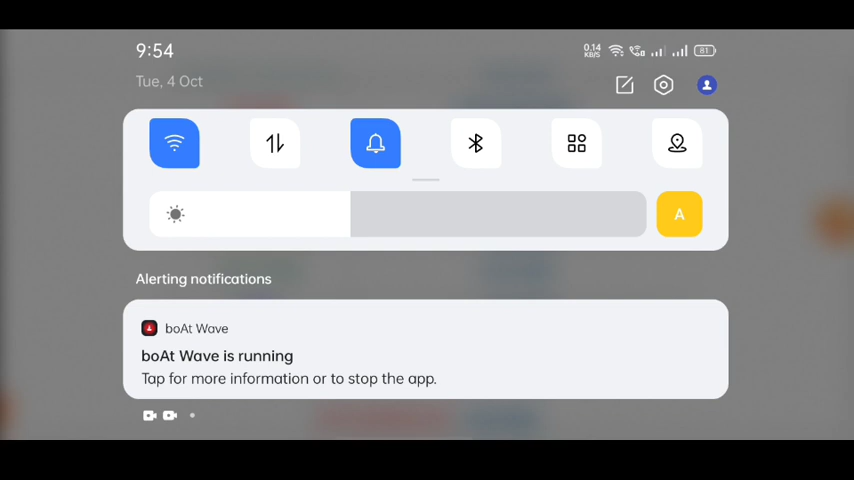 9:54
0.14
KB/S
81
Tue, 4 Oct
A
Alerting notifications
boAt Wave
boAt Wave is running
Tap for more information or to stop the app.